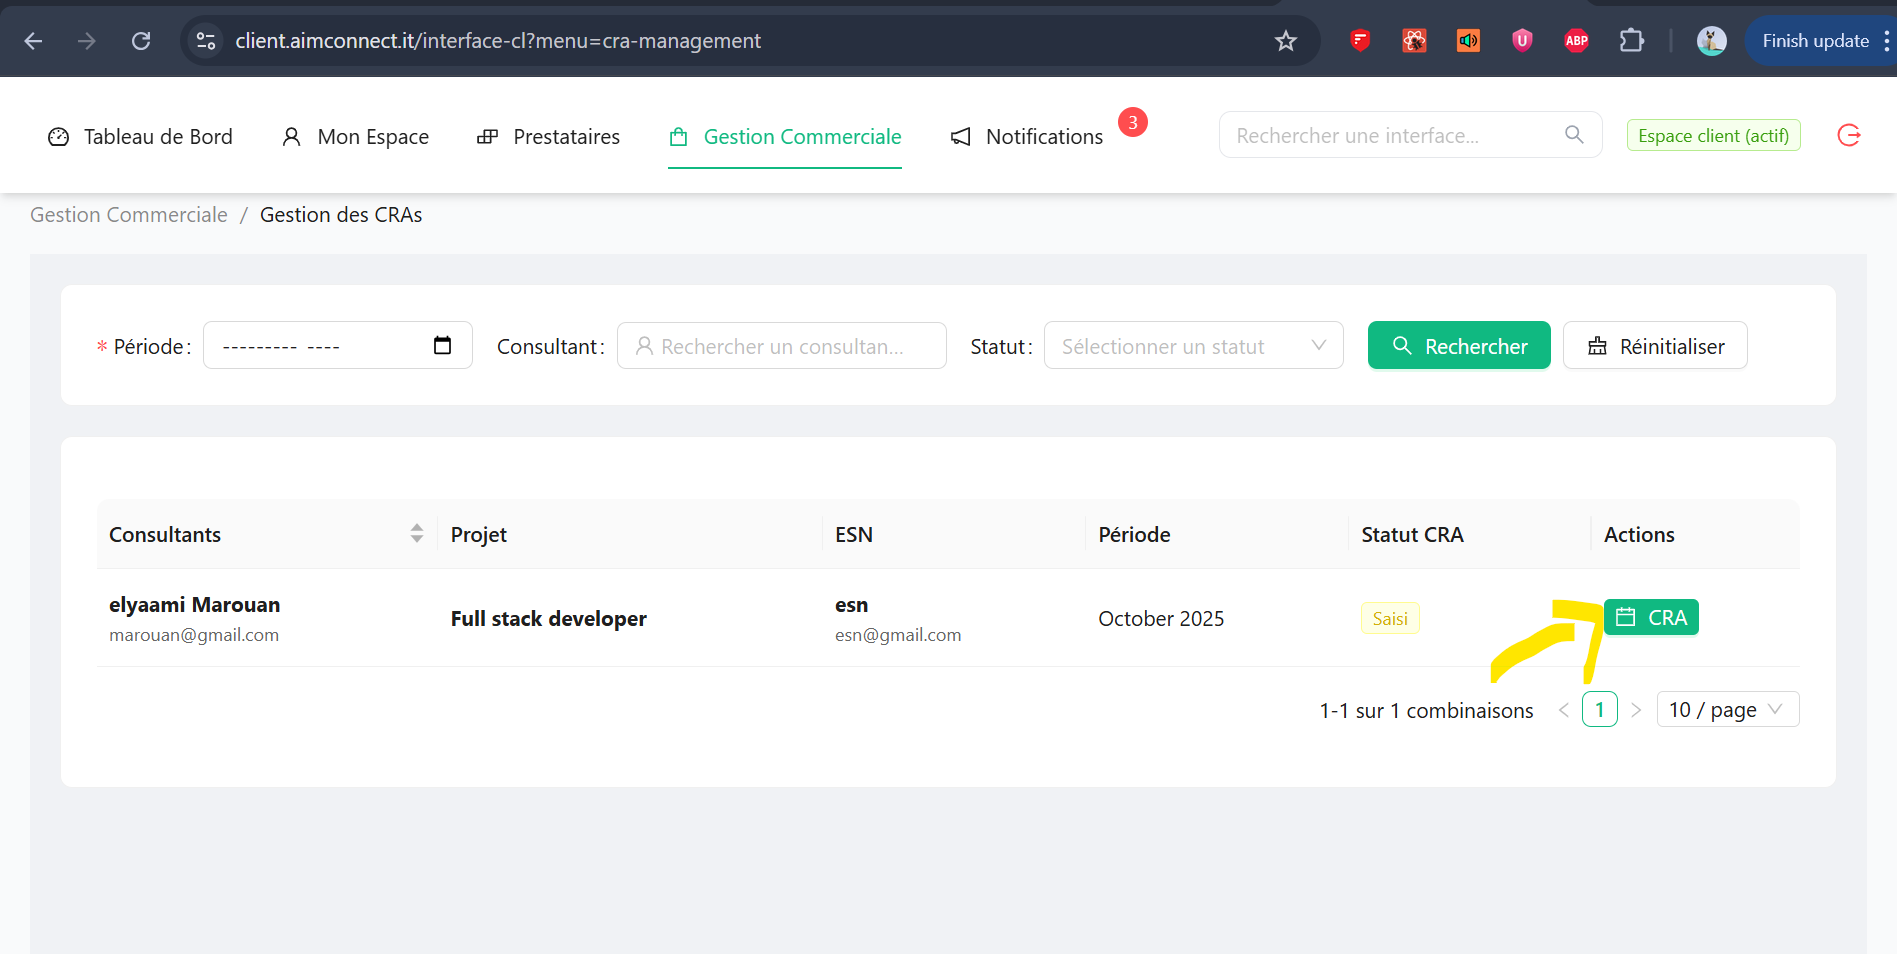 client.aimconnect.it/interface-cl?menu=cra-management
ABP
Finish update
Tableau de Bord
Mon Espace
Prestataires
Gestion Commerciale
Notifications
3
Rechercher une interface...
Espace client (actif)
Gestion Commerciale / Gestion des CRAs
* Période: --------- ----
Consultant: Rechercher un consultan...
Statut: Sélectionner un statut
Rechercher
Réinitialiser
Consultants Projet ESN Période Statut CRA Actions
elyaami Marouan
marouan@gmail.com
Full stack developer
esn
esn@gmail.com
October 2025
Saisi
CRA
1-1 sur 1 combinaisons < 1 > 10 / page